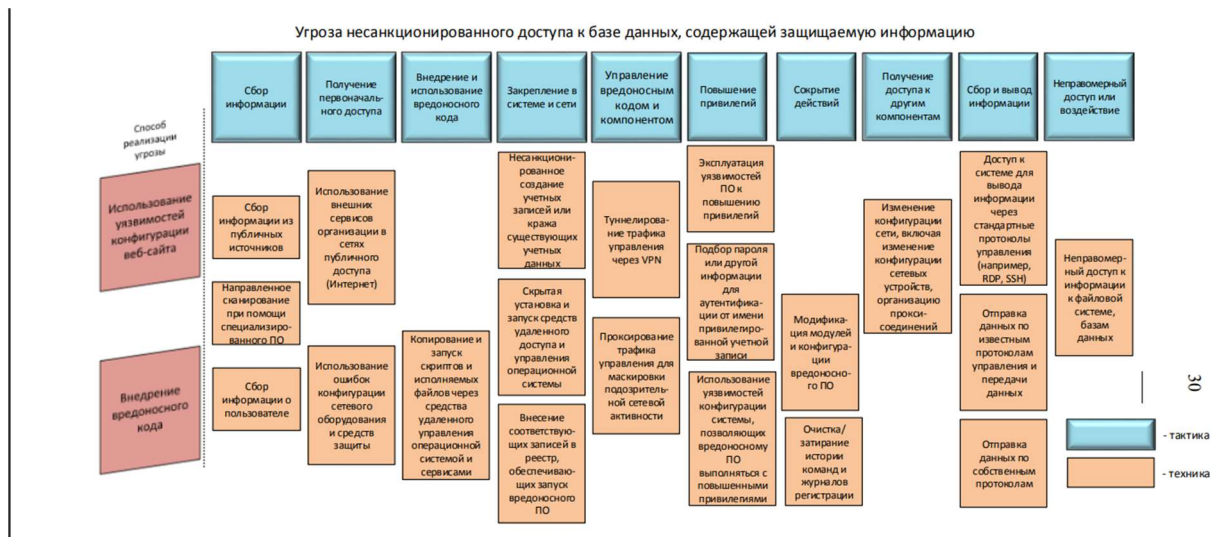 Угроза несанкционированного доступа к базе данных, содержащей защищаемую информацию
Способ
реализации
угрозы
Использование
уязвимостей
конфигурации
веб-сайта
Внедрение
вредоносного
кода
Сбор
информации
Сбор
информации из
публичных
источников
Направленное
сканирование
при помощи
специализиро-
ванного ПО
Сбор
информации о
пользователе
Получение
первоначаль-
ного доступа
Использование
внешних
сервисов
организации в
сетях
публичного
доступа
(Интернет)
Использование
ошибок
конфигурации
сетевого
оборудования
и средств
защиты
Внедрение и
использование
вредоносного
кода
Копирование и
запуск
скриптов и
исполняемых
файлов через
средства
удаленного
управления
операционной
системой и
сервисами
Закрепление в
системе и сети
Несанкциони-
рованное
создание
учетных
записей или
кража
существующих
учетных
данных
Скрытая
установка и
запуск средств
удаленного
доступа и
управления
операционной
системы
Внесение
соответствую-
щих записей в
реестр,
обеспечиваю-
щих запуск
вредоносного
ПО
Управление
вредоносным
кодом и
компонентом
Туннелирова-
ние трафика
управления
через VPN
Проксирование
трафика
управления для
маскировки
подозритель-
ной сетевой
активности
Повышение
привилегий
Эксплуатация
уязвимостей
ПО к
повышению
привилегий
Подбор пароля
или другой
информации
для
аутентифика-
ции от имени
привилегиро-
ванной учетной
записи
Использование
уязвимостей
конфигурации
системы,
позволяющих
вредоносному
ПО
выполняться с
повышенными
привилегиями
Сокрытие
действий
Модифика-
ция модулей и
конфигурации
вредоносно-
го ПО
Очистка/
затирание
истории
команд и
журналов
регистрации
Получение
доступа к
другим
компонентам
Изменение
конфигурации
сети, включая
изменение
конфигурации
сетевых
устройств,
организацию
прокси-
соединений
Сбор и вывод
информации
Доступ к
системе для
вывода
информации
через
стандартные
протоколы
управления
(например,
RDP, SSH)
Отправка
данных по
известным
протоколам
управления и
передачи
данных
Отправка
данных по
собственным
протоколам
Неправомерный
доступ или
воздействие
Неправомер-
ный доступ к
информации
к файловой
системе,
базам
данных
- тактика
- техника
30